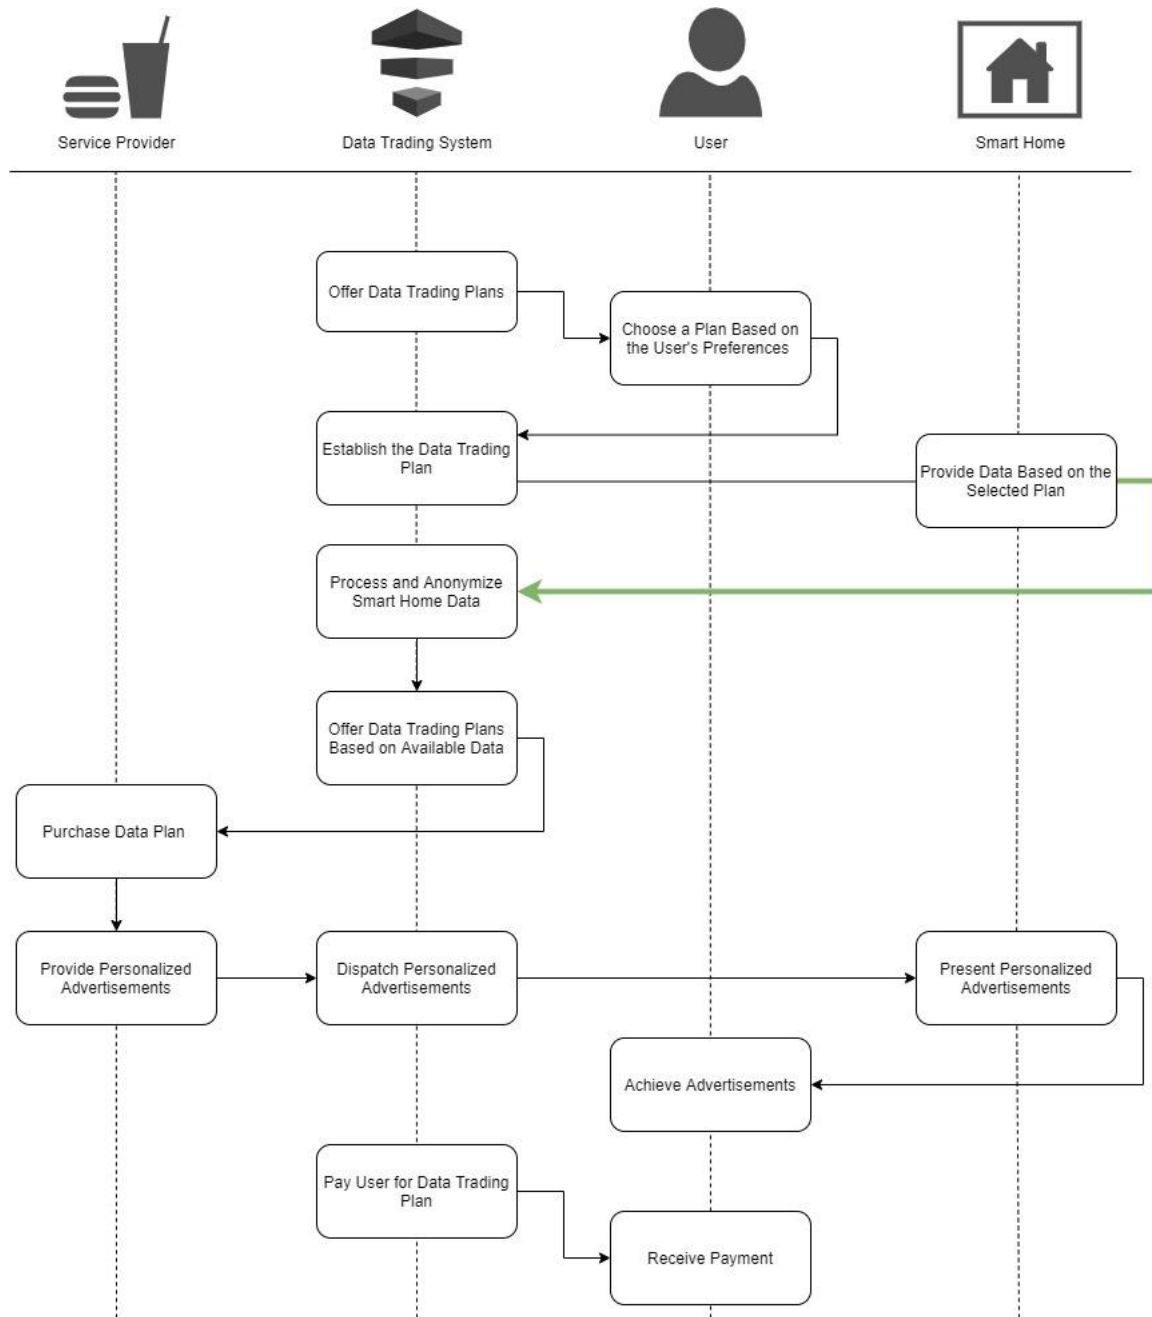 Service Provider
Data Trading System
User
Smart Home
Offer Data Trading Plans
Choose a Plan Based on
the User's Preferences
Establish the Data Trading
Plan
Provide Data Based on the
Selected Plan
Process and Anonymize
Smart Home Data
Offer Data Trading Plans
Based on Available Data
Purchase Data Plan
Provide Personalized
Advertisements
Dispatch Personalized
Advertisements
Present Personalized
Advertisements
Achieve Advertisements
Pay User for Data Trading
Plan
Receive Payment